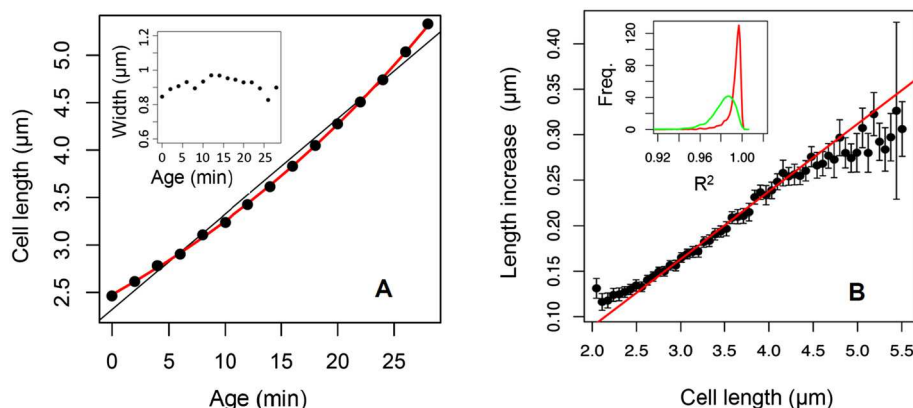 Cell length (μm)
5.0
4.5
4.0
3.5
3.0
2.5
Width (μm)
1.2
1
0.8
0.6
0 5 10 15 20 25
Age (min)
A
0 5 10 15 20 25
Age (min)
Length increase (μm)
0.40
0.35
0.30
0.25
0.20
0.15
0.10
Freq.
120
80
40
0
0.92 0.96 1.00
R²
B
2.0 2.5 3.0 3.5 4.0 4.5 5.0 5.5
Cell length (μm)